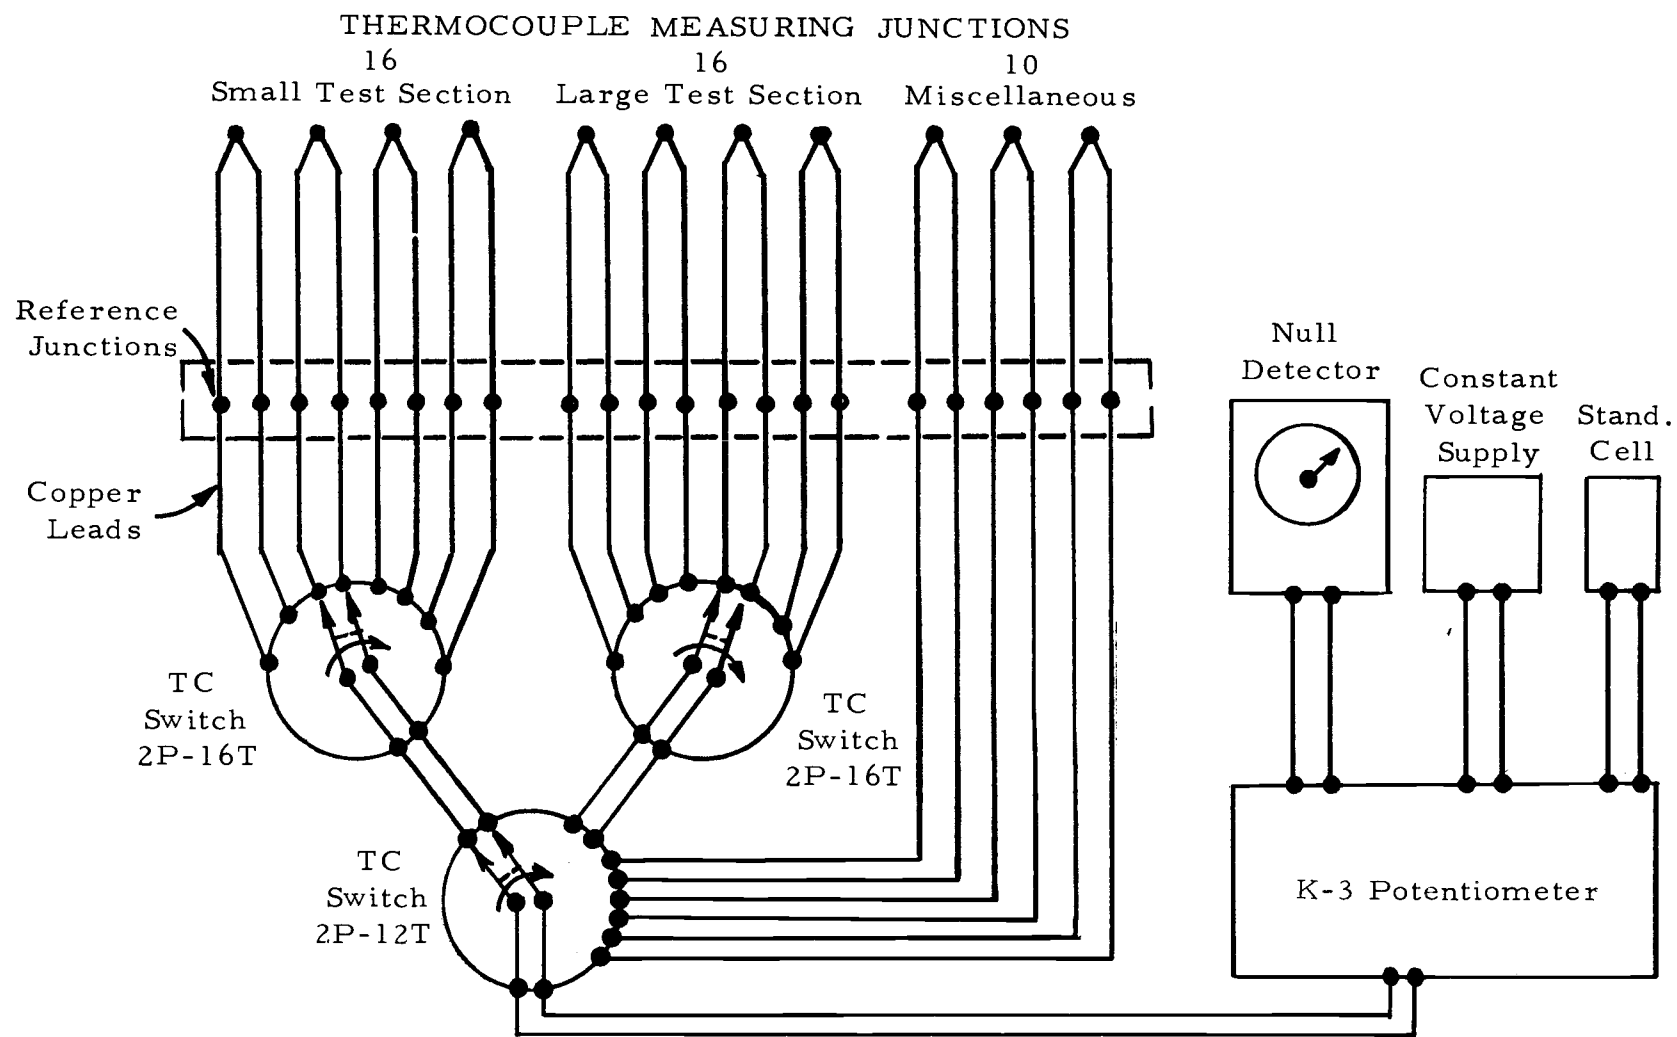 THERMOCOUPLE MEASURING JUNCTIONS
16
Small Test Section
16
Large Test Section
10
Miscellaneous
Reference
Junctions
Copper
Leads
TC
Switch
2P-16T
TC
Switch
2P-16T
TC
Switch
2P-12T
Null
Detector
Constant
Voltage
Supply
Stand.
Cell
K-3 Potentiometer